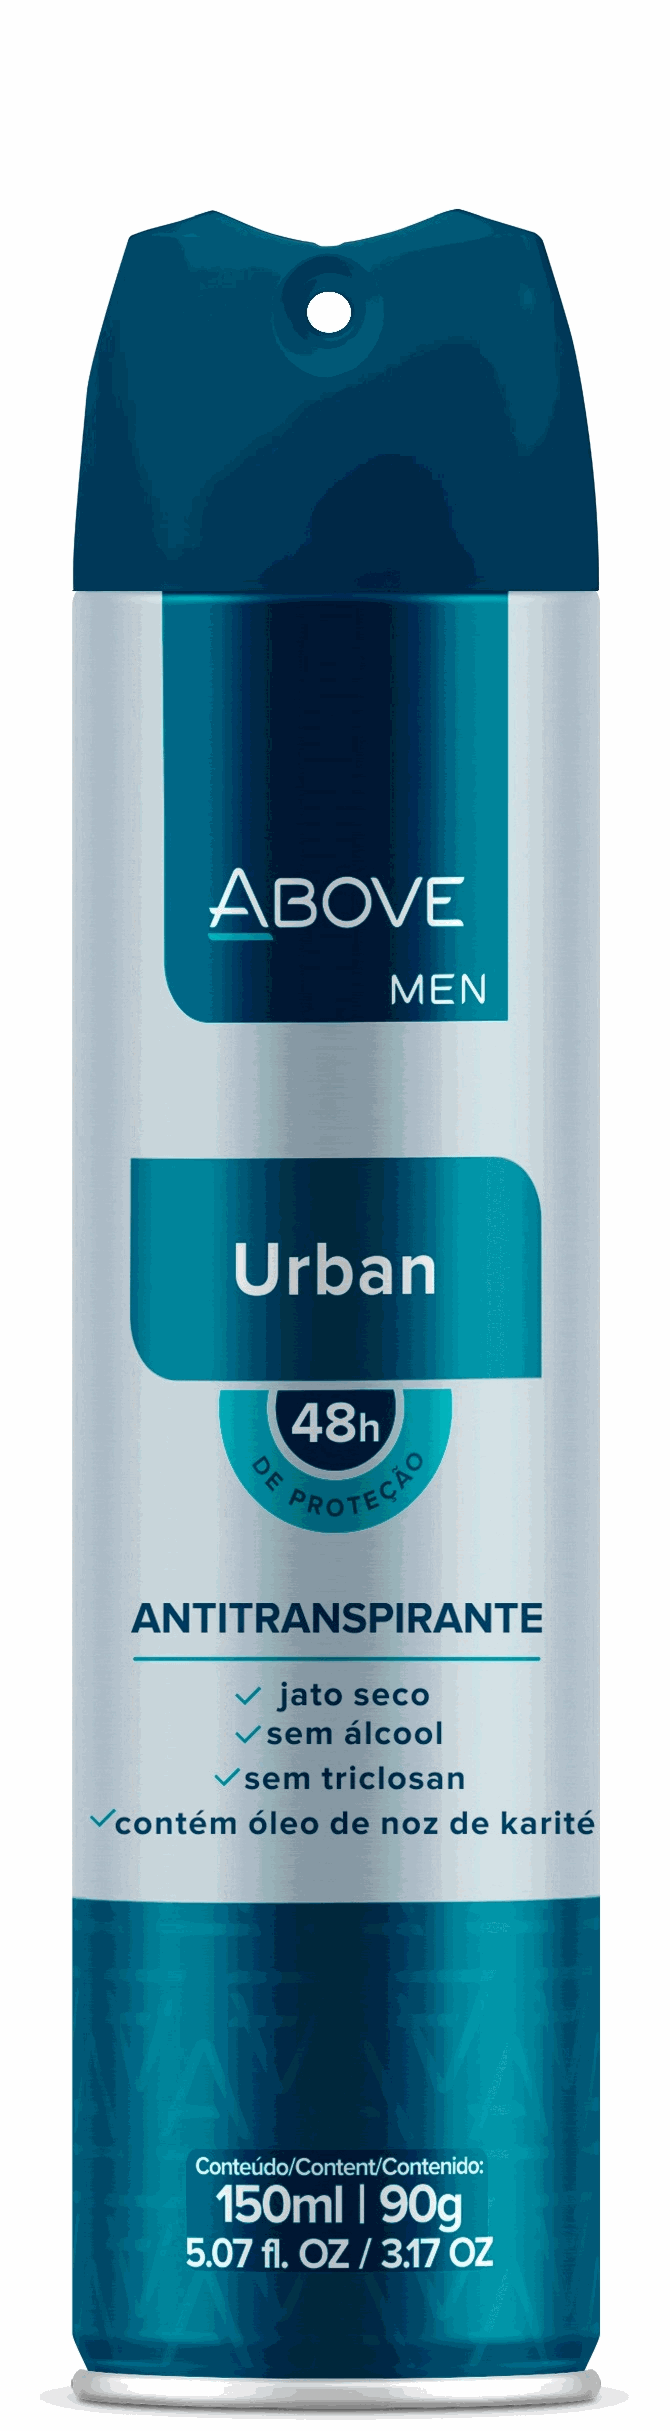 ABOVE
MEN
Urban
48h
DE PROTEÇÃO
ANTITRANSPIRANTE
jato seco
sem álcool
sem triclosan
contém óleo de noz de karité
Conteúdo/Content/Contenido:
150ml | 90g
5.07 fl. OZ / 3.17 OZ